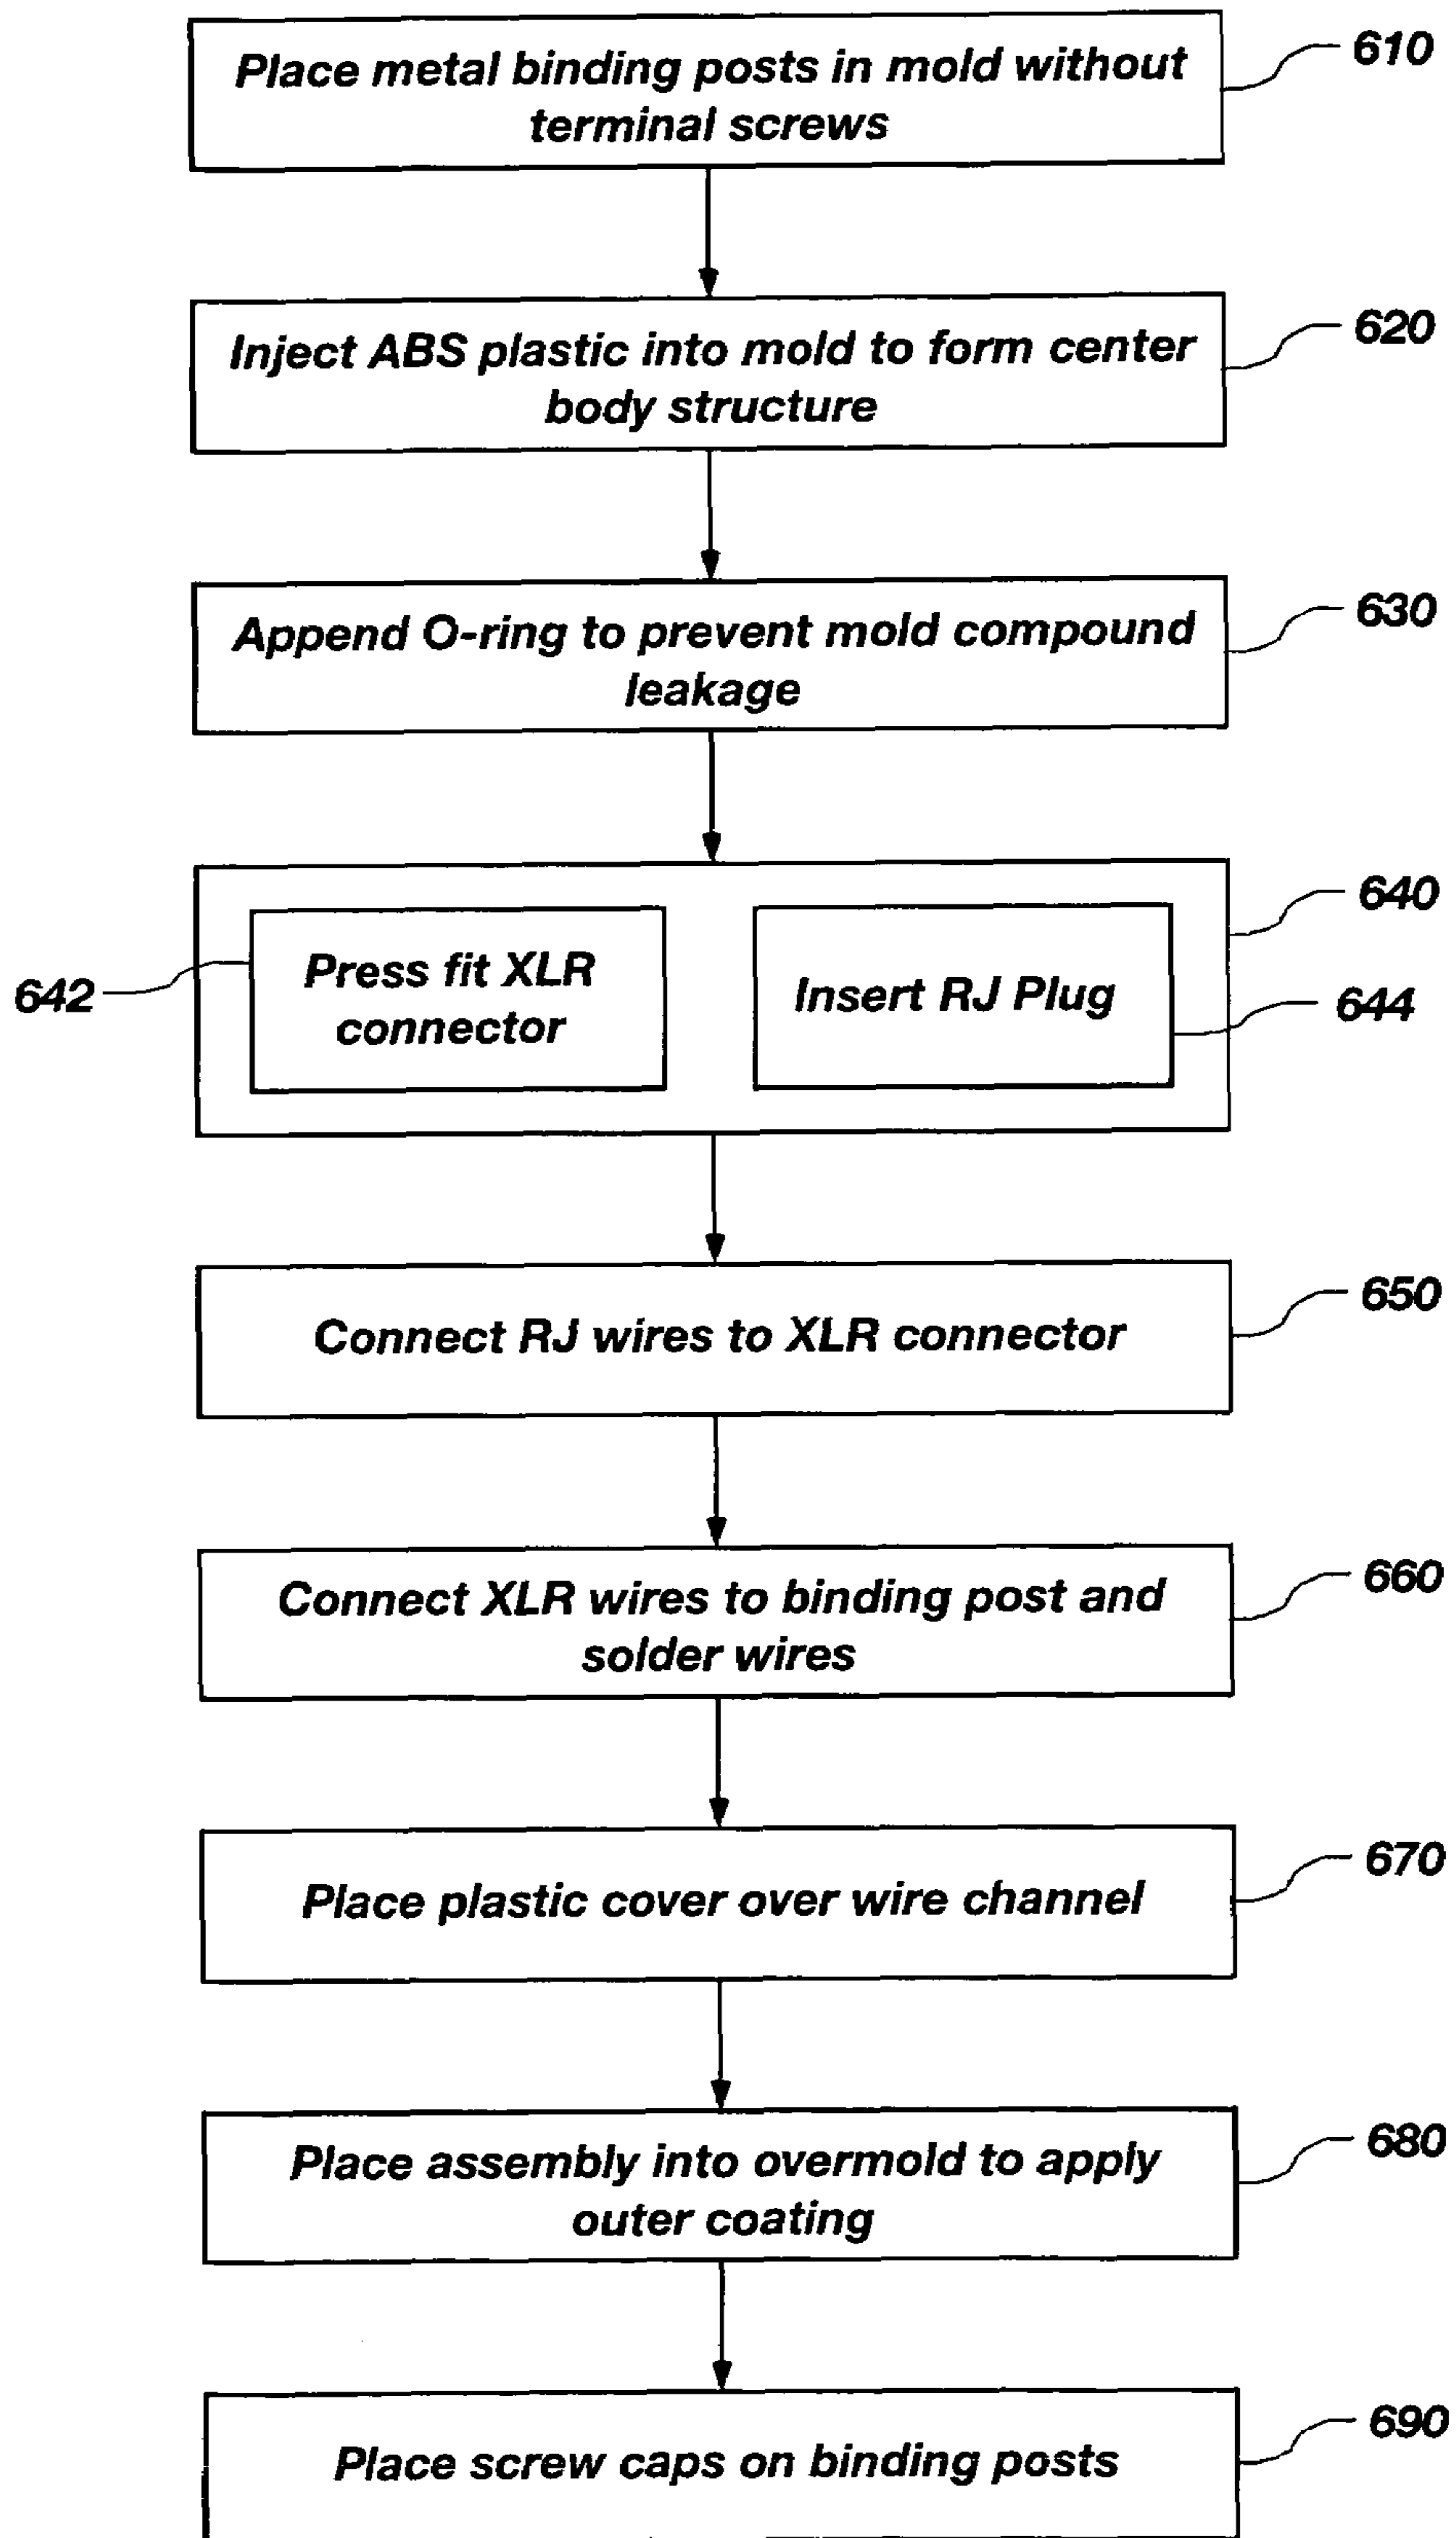 Place metal binding posts in mold without
terminal screws
610
Inject ABS plastic into mold to form center
body structure
620
Append O-ring to prevent mold compound
leakage
630
640
642
Press fit XLR
connector
Insert RJ Plug
644
Connect RJ wires to XLR connector
650
Connect XLR wires to binding post and
solder wires
660
Place plastic cover over wire channel
670
Place assembly into overmold to apply
outer coating
680
Place screw caps on binding posts
690